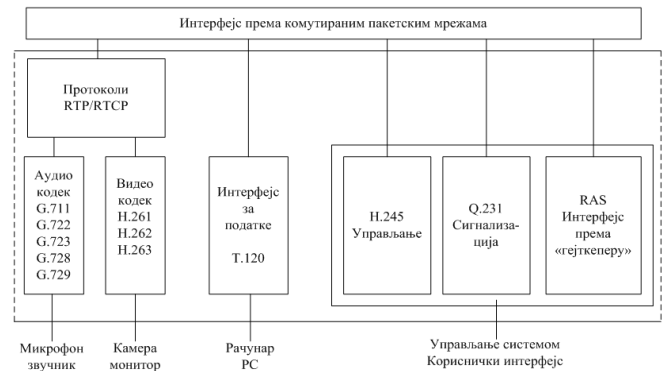 Интерфејс према комутираним пакетским мрежама
Протоколи
RTP/RTCP
Аудио
кодек
G.711
G.722
G.723
G.728
G.729
Видео
кодек
H.261
H.262
H.263
Интерфејс
за
податке
T.120
H.245
Управљање
Q.231
Сигнализа-
ција
RAS
Интерфејс
према
«гејткеперу»
Микрофон
звучник
Камера
монитор
Рачунар
PC
Управљање системом
Кориснички интерфејс